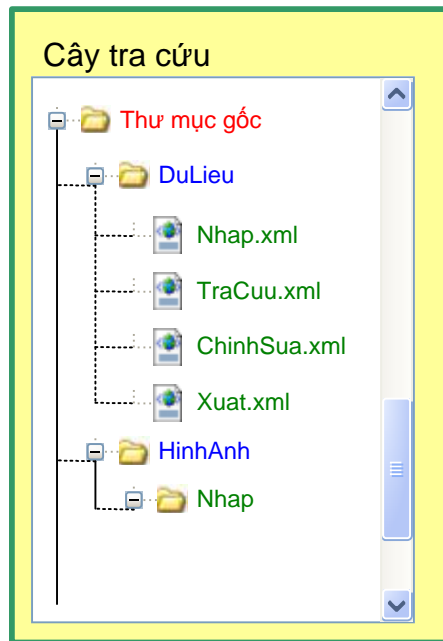 Cây tra cứu
Thư mục gốc
DuLieu
Nhap.xml
TraCuu.xml
ChinhSua.xml
Xuat.xml
HinhAnh
Nhap